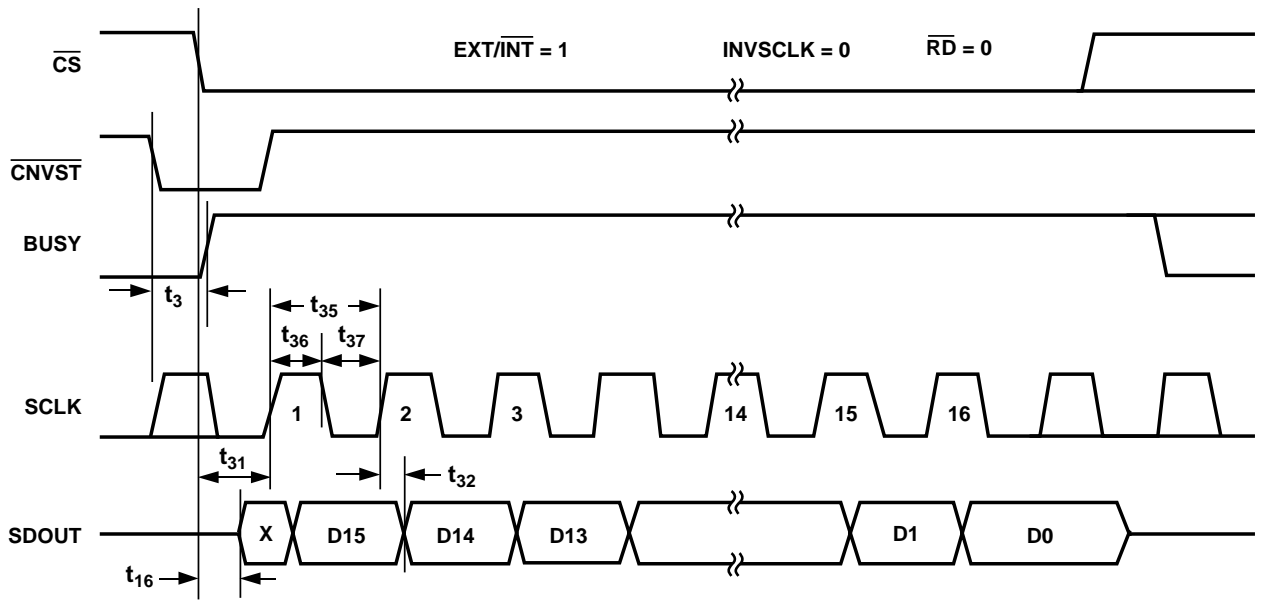 CS EXT/INT = 1 INVSCLK = 0 RD = 0
CNVST
BUSY
t3
t35
t36 t37
SCLK 1 2 3 14 15 16
t31 t32
SDOUT X D15 D14 D13 D1 D0
t16